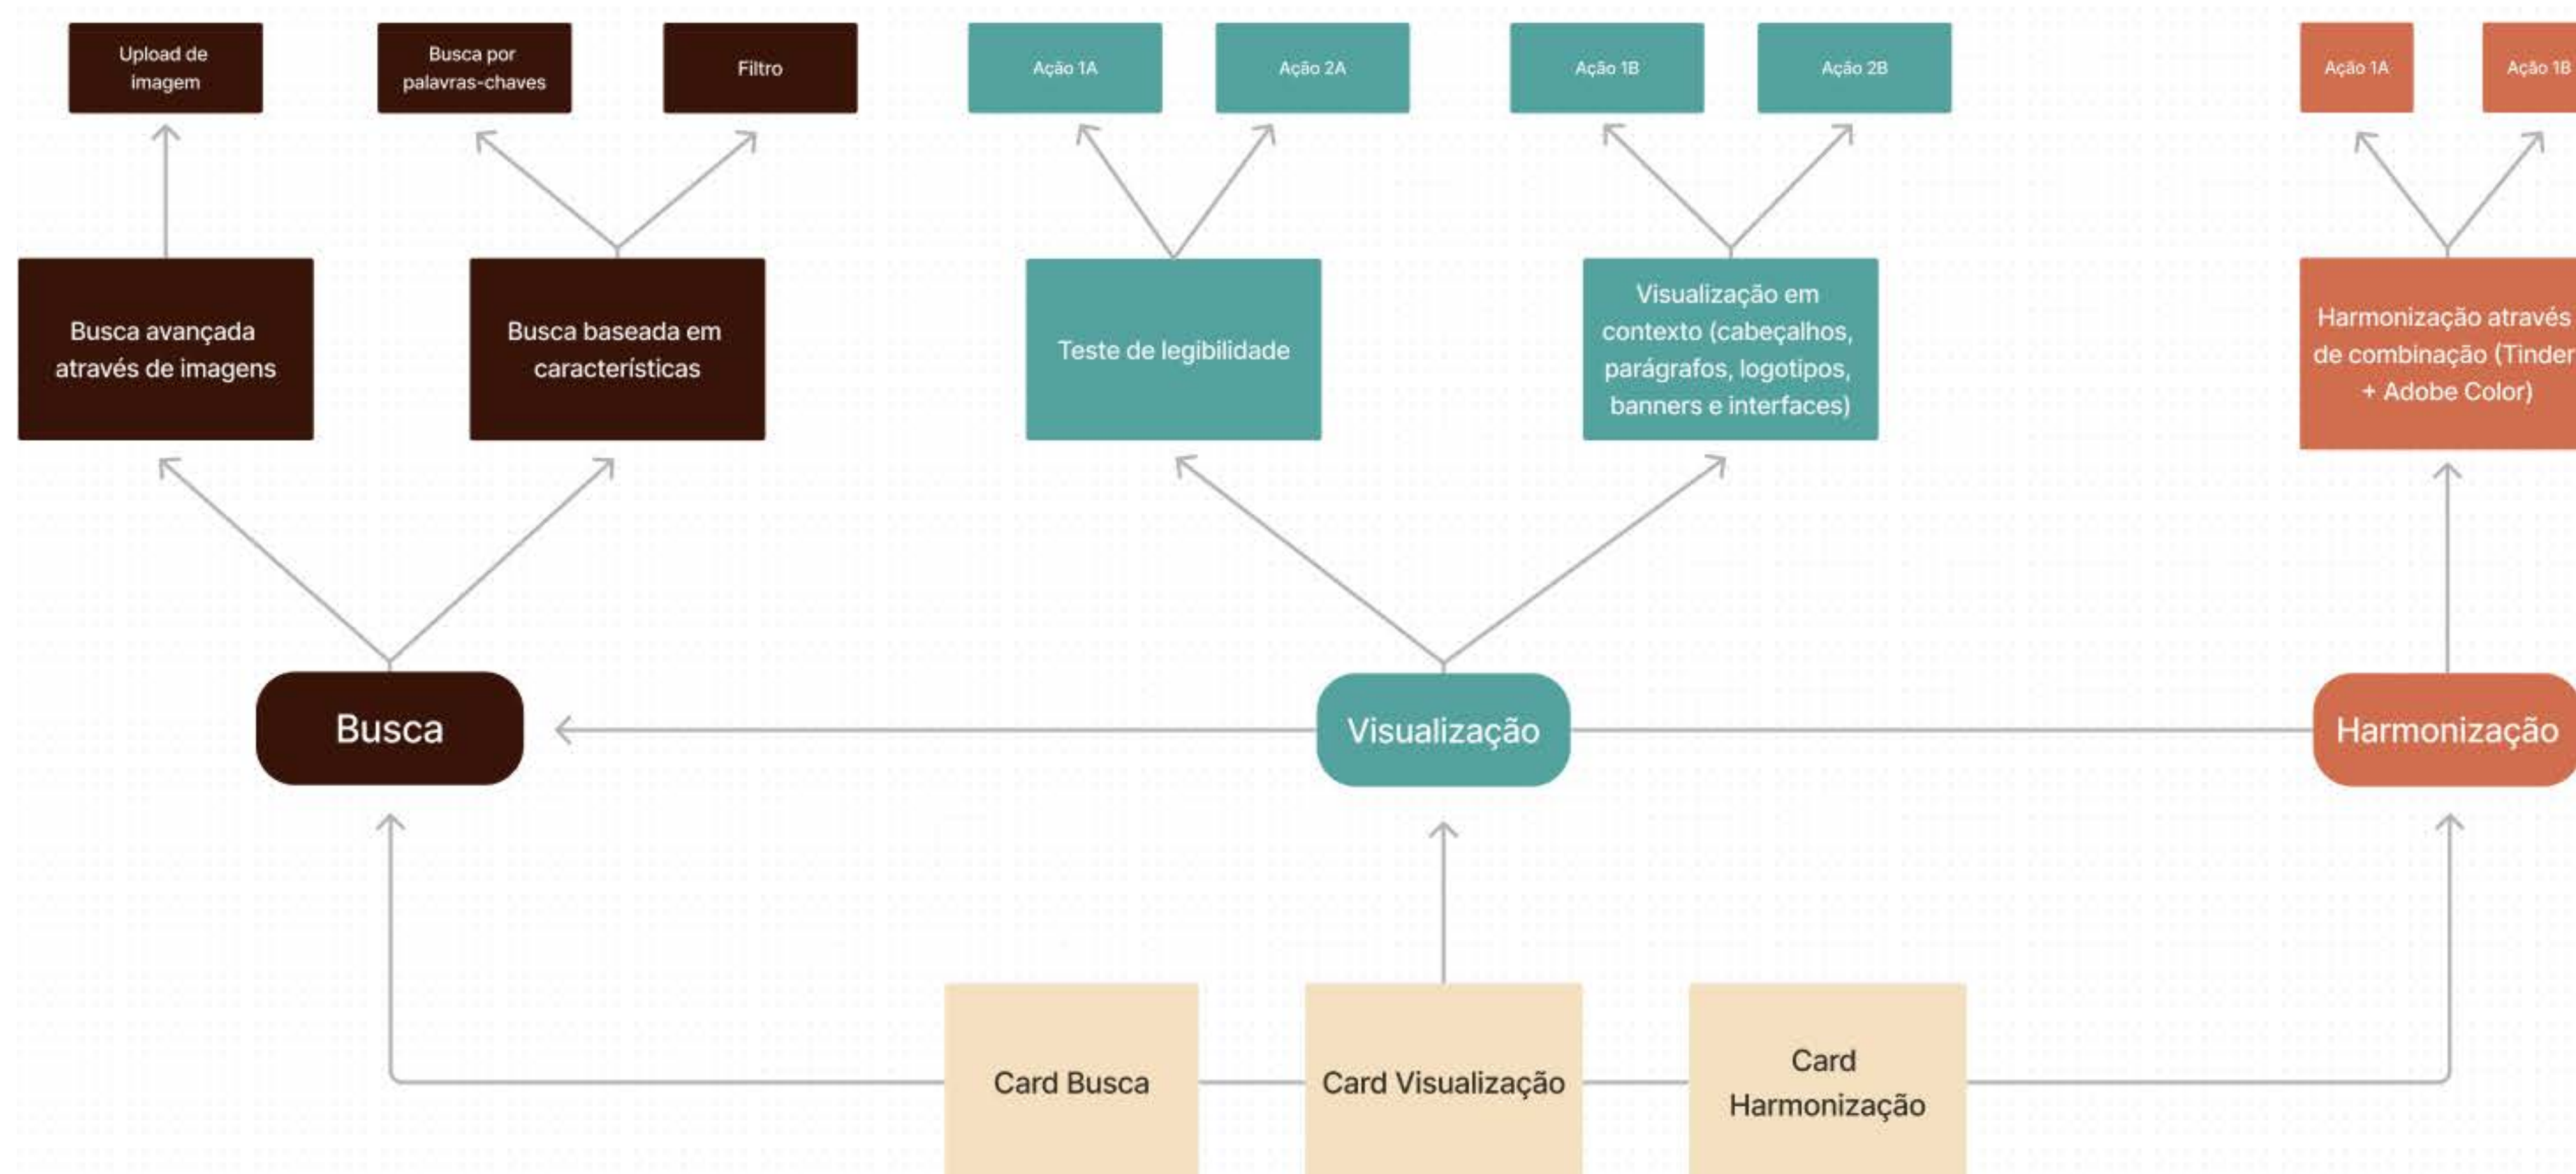 Upload de
imagem
Busca por
palavras-chaves
Filtro
Ação 1A
Ação 2A
Ação 1B
Ação 2B
Ação 1A
Ação 1B
Busca avançada
através de imagens
Busca baseada em
características
Teste de legibilidade
Visualização em
contexto (cabeçalhos,
parágrafos, logotipos,
banners e interfaces)
Harmonização através
de combinação (Tinder
+ Adobe Color)
Busca
Visualização
Harmonização
Card Busca
Card Visualização
Card
Harmonização